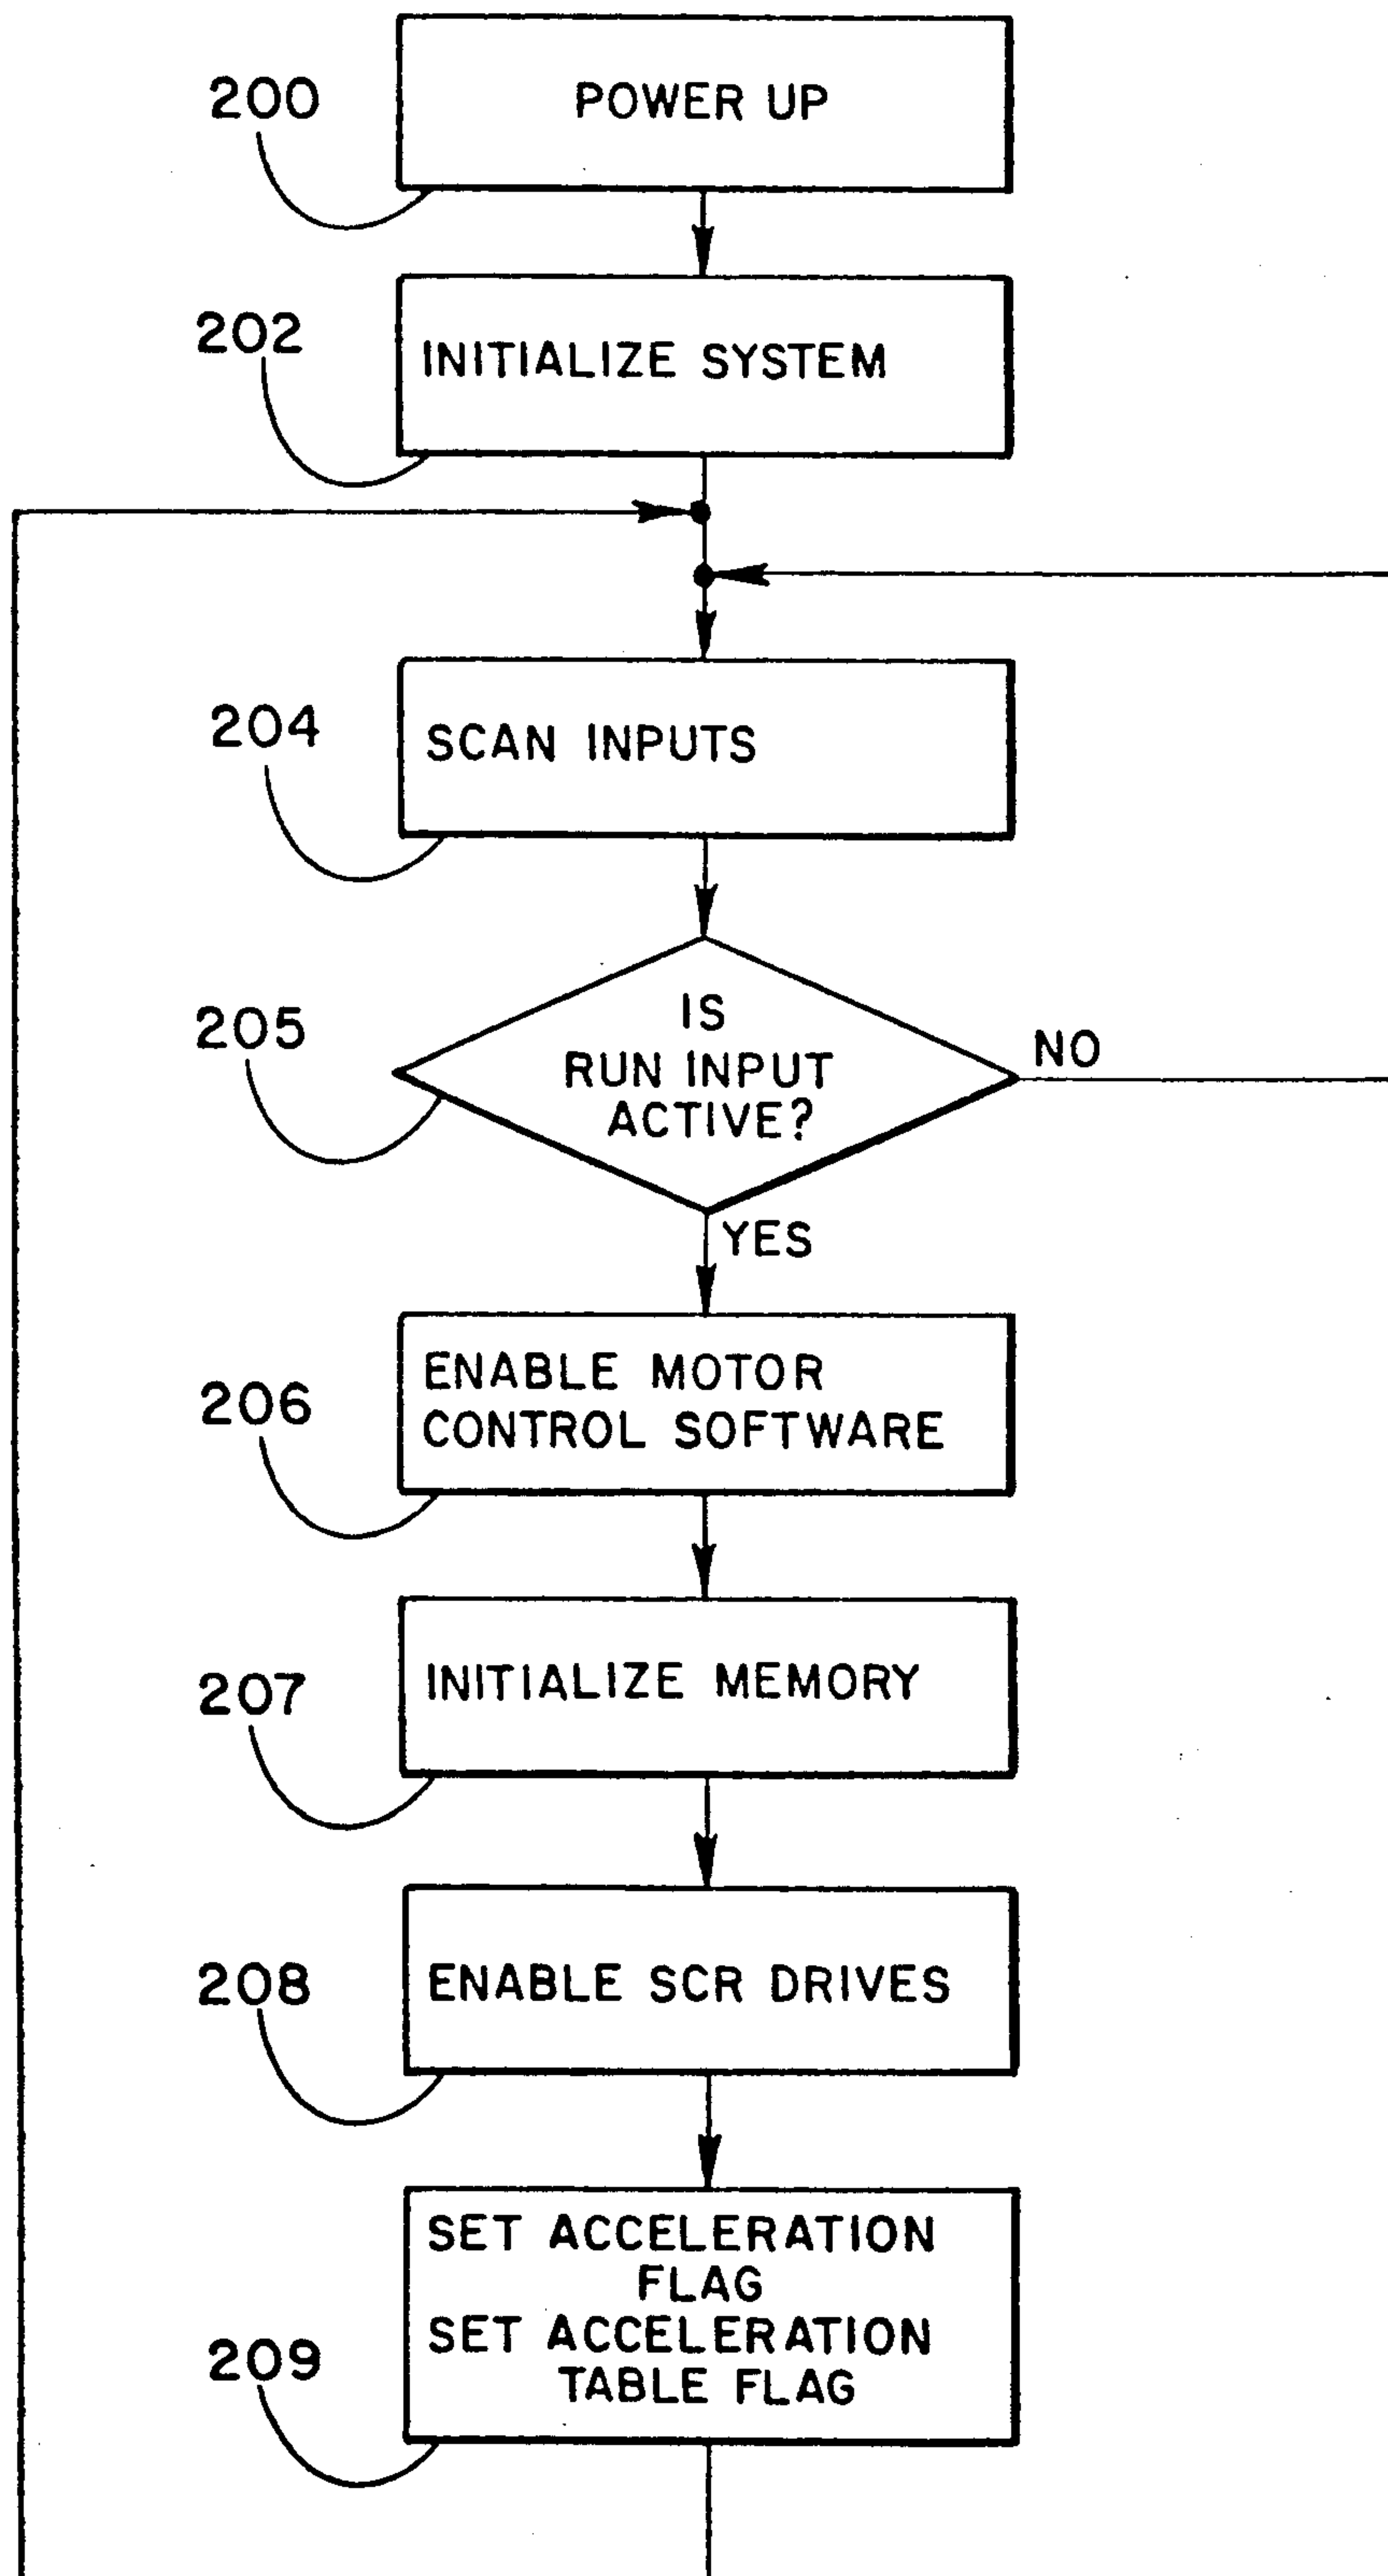 200
POWER UP
202
INITIALIZE SYSTEM
204
SCAN INPUTS
205
IS
RUN INPUT
ACTIVE?
NO
YES
206
ENABLE MOTOR
CONTROL SOFTWARE
207
INITIALIZE MEMORY
208
ENABLE SCR DRIVES
209
SET ACCELERATION
FLAG
SET ACCELERATION
TABLE FLAG